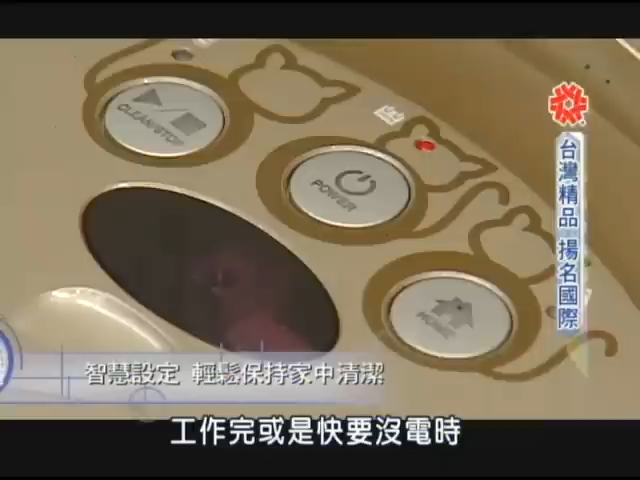 CLEAN/STOP
POWER
HOME
台灣精品 揚名國際
智慧設定 輕鬆保持家中清潔
工作完或是快要沒電時